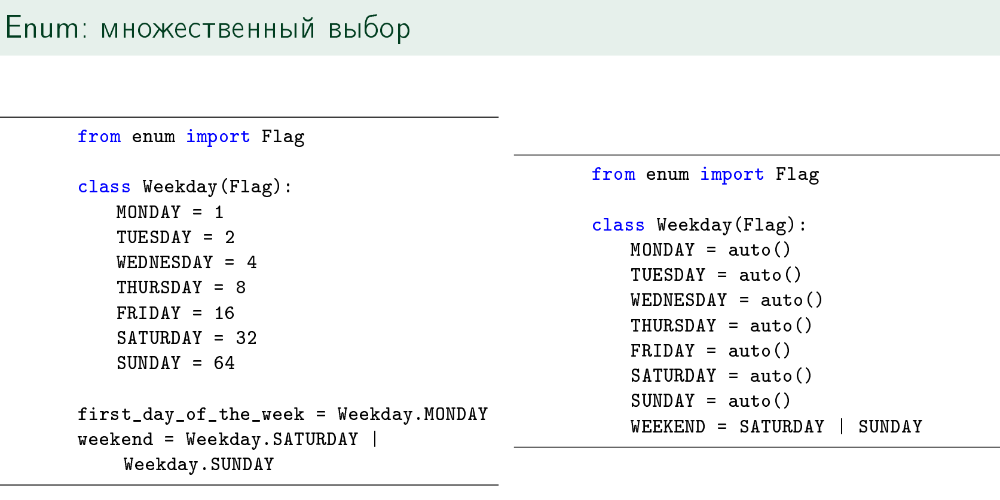 Enum: множественный выбор
from enum import Flag
class Weekday(Flag):
MONDAY = 1
TUESDAY = 2
WEDNESDAY = 4
THURSDAY = 8
FRIDAY = 16
SATURDAY = 32
SUNDAY = 64
first_day_of_the_week = Weekday.MONDAY
weekend = Weekday.SATURDAY |
Weekday.SUNDAY
from enum import Flag
class Weekday(Flag):
MONDAY = auto()
TUESDAY = auto()
WEDNESDAY = auto()
THURSDAY = auto()
FRIDAY = auto()
SATURDAY = auto()
SUNDAY = auto()
WEEKEND = SATURDAY | SUNDAY